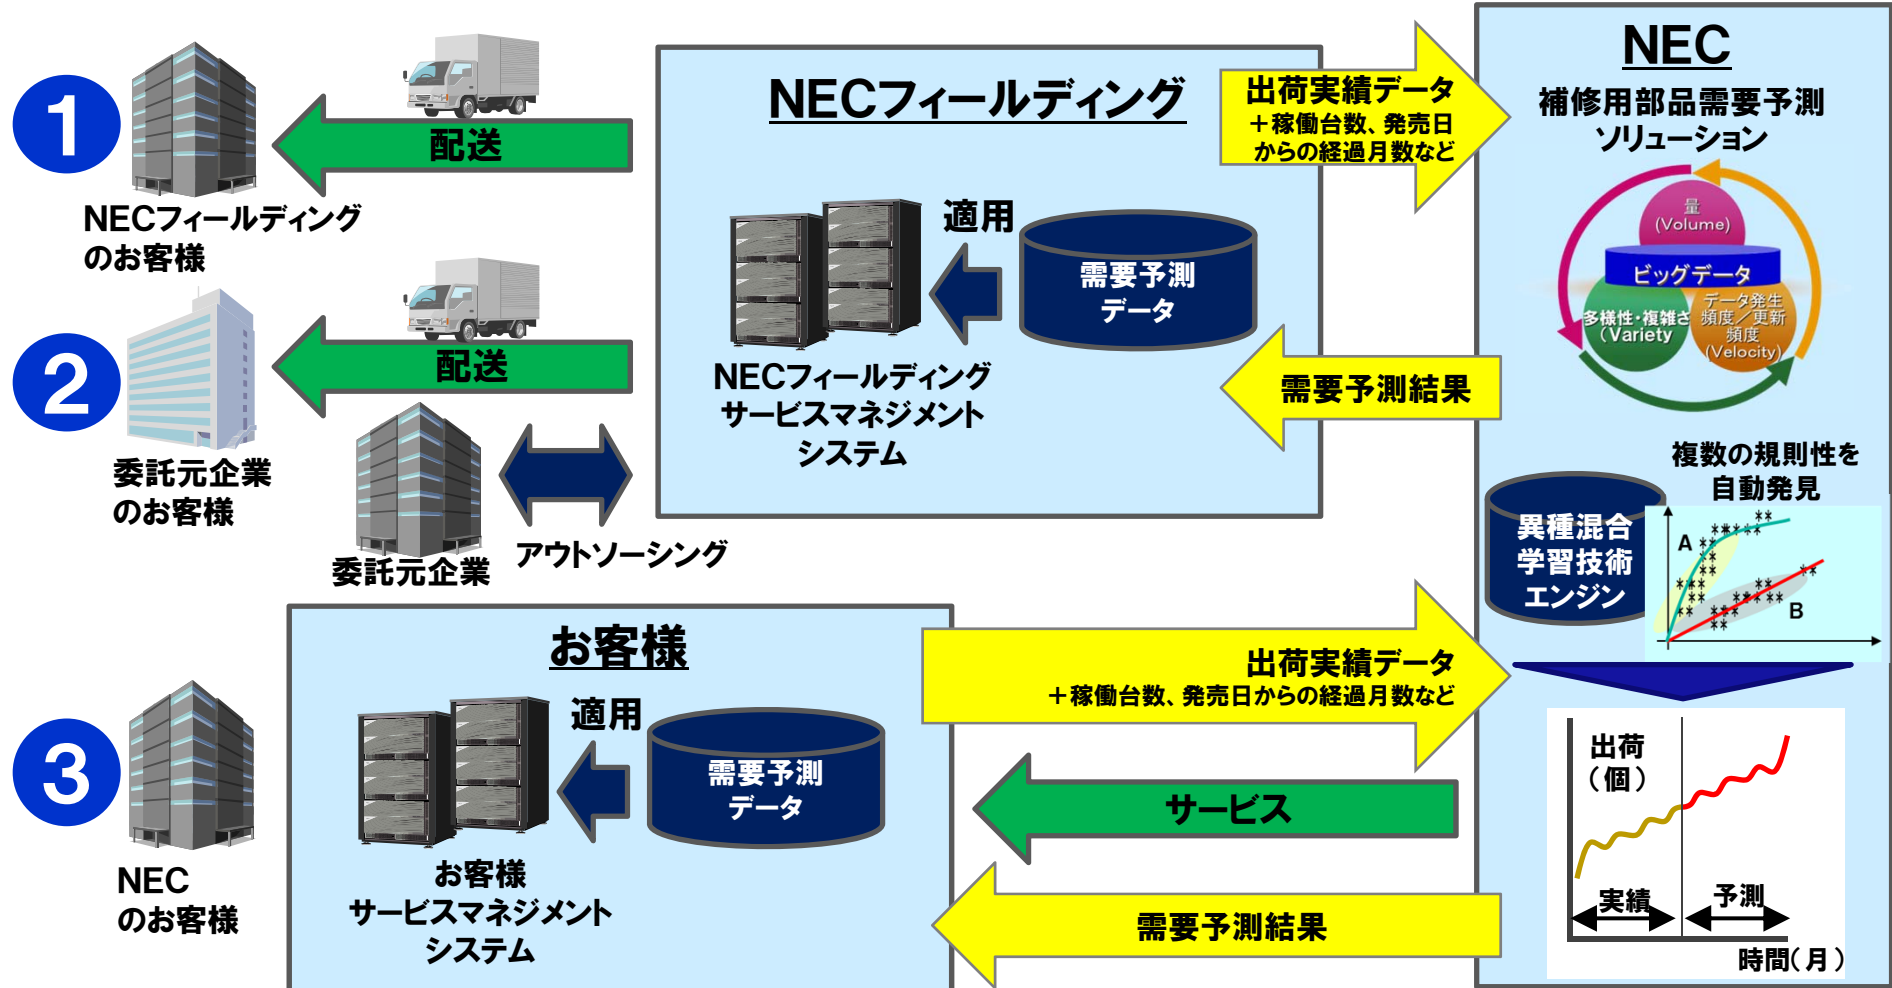 1
配送
NECフィールディング
のお客様
2
配送
委託元企業
のお客様
委託元企業
アウトソーシング
NECフィールディング
適用
需要予測
データ
NECフィールディング
サービスマネジメント
システム
出荷実績データ
＋稼働台数、発売日
からの経過月数など
需要予測結果
NEC
補修用部品需要予測
ソリューション
量
(Volume)
ビッグデータ
多様性・複雑さ
(Variety
データ発生
頻度／更新
頻度
(Velocity)
複数の規則性を
自動発見
異種混合
学習技術
エンジン
A
B
3
NEC
のお客様
お客様
適用
需要予測
データ
お客様
サービスマネジメント
システム
出荷実績データ
＋稼働台数、発売日からの経過月数など
サービス
需要予測結果
出荷
（個）
実績
予測
時間（月）